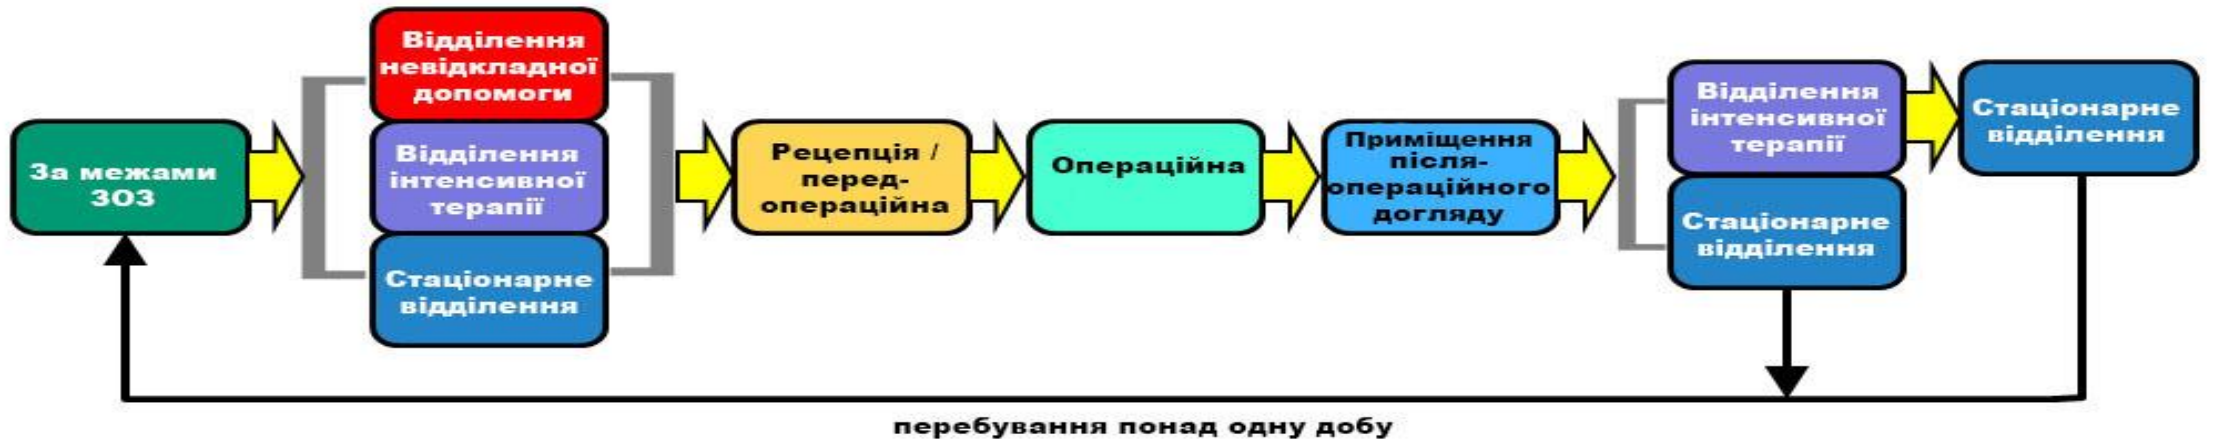 За межами
ЗОЗ
Відділення
невідкладної
допомоги
Відділення
інтенсивної
терапії
Стаціонарне
відділення
Рецепція /
перед-
операційна
Операційна
Приміщення
після-
операційного
догляду
Відділення
інтенсивної
терапії
Стаціонарне
відділення
Стаціонарне
відділення
перебування понад одну добу